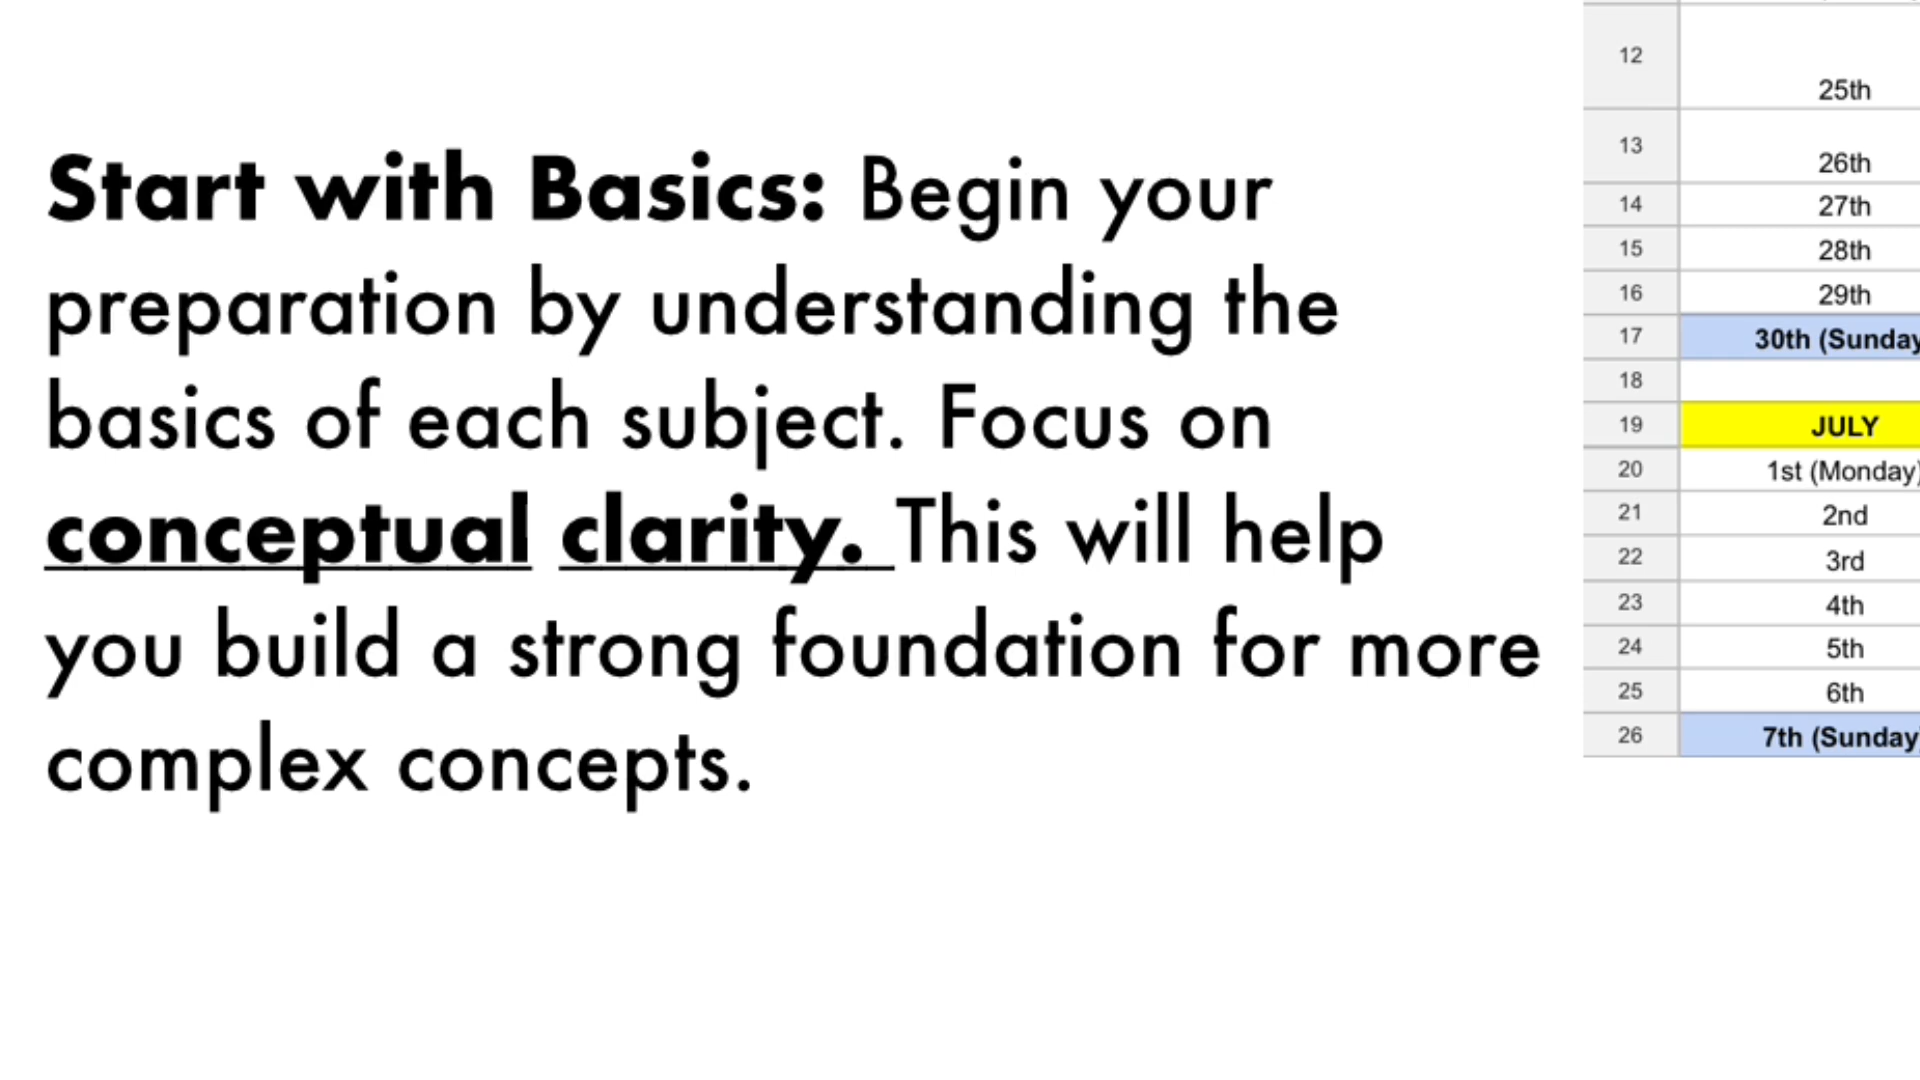 Start with Basics: Begin your
preparation by understanding the
basics of each subject. Focus on
conceptual clarity. This will help
you build a strong foundation for more
complex concepts.
12 25th
13 26th
14 27th
15 28th
16 29th
17 30th (Sunday
18
19 JULY
20 1st (Monday)
21 2nd
22 3rd
23 4th
24 5th
25 6th
26 7th (Sunday)